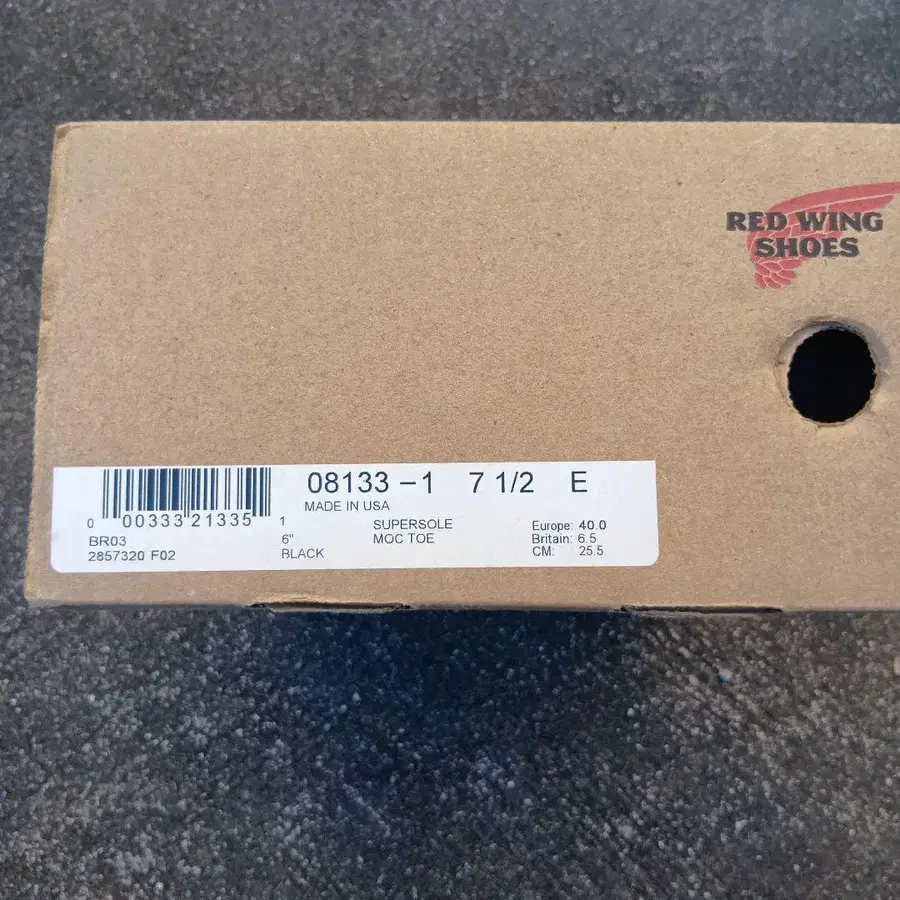 RED WING
SHOES
08133 – 1 7 1/2 E
MADE IN USA
0 00333 21335 1
BR03
2857320 F02
6"
BLACK
SUPERSOLE
MOC TOE
Europe: 40.0
Britain: 6.5
CM: 25.5